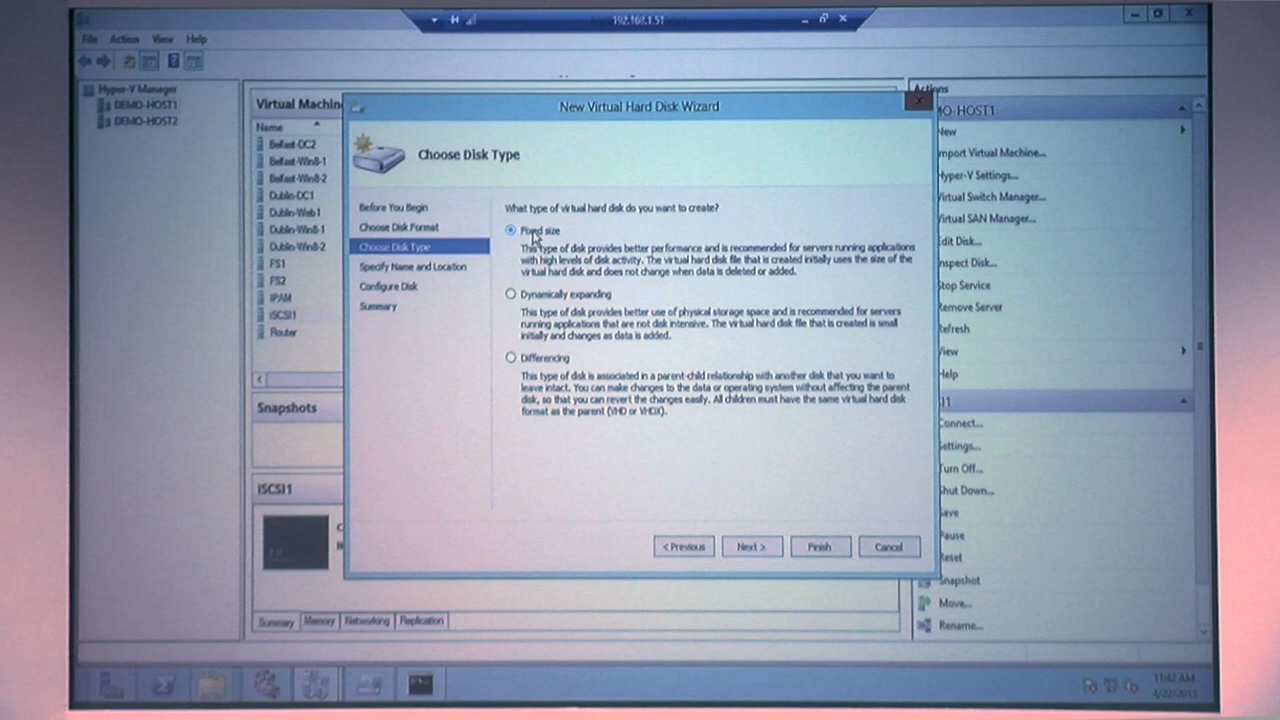 192.168.1.51
File Action View Help
Hyper-V Manager
DEMO-HOST1
DEMO-HOST2
Virtual Machin
Name
Belfast-DC2
Belfast-Win8-1
Belfast-Win8-2
Dublin-DC1
Dublin-Web1
Dublin-Win8-1
Dublin-Win8-2
FS1
FS2
IPAM
iSCSI1
Router
Snapshots
iSCSI1
Summary Memory Networking Replication
New Virtual Hard Disk Wizard
Choose Disk Type
Before You Begin
Choose Disk Format
Choose Disk Type
Specify Name and Location
Configure Disk
Summary
What type of virtual hard disk do you want to create?
Fixed size
This type of disk provides better performance and is recommended for servers running applications
with high levels of disk activity. The virtual hard disk file that is created initially uses the size of the
virtual hard disk and does not change when data is deleted or added.
Dynamically expanding
This type of disk provides better use of physical storage space and is recommended for servers
running applications that are not disk intensive. The virtual hard disk file that is created is small
initially and changes as data is added.
Differencing
This type of disk is associated in a parent-child relationship with another disk that you want to
leave intact. You can make changes to the data or operating system without affecting the parent
disk, so that you can revert the changes easily. All children must have the same virtual hard disk
format as the parent (VHD or VHDX).
< Previous Next > Finish Cancel
Actions
MO-HOST1
New
mport Virtual Machine...
Hyper-V Settings...
Virtual Switch Manager...
Virtual SAN Manager...
Edit Disk...
nspect Disk...
Stop Service
Remove Server
Refresh
View
Help
I1
Connect...
Settings...
Turn Off...
Shut Down...
Save
Pause
Reset
Snapshot
Move...
Rename...
11:42 AM
4/22/2013